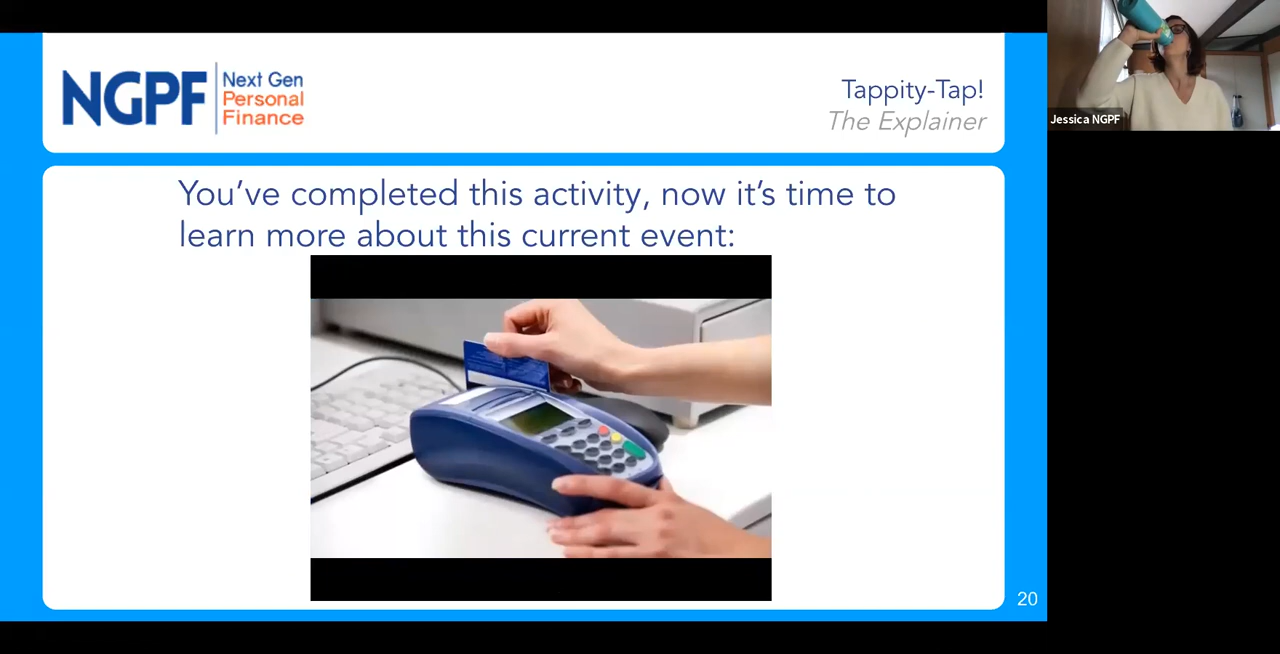 NGPF
Next Gen
Personal
Finance
Tappity-Tap!
The Explainer
Jessica NGPF
You’ve completed this activity, now it’s time to
learn more about this current event:
20